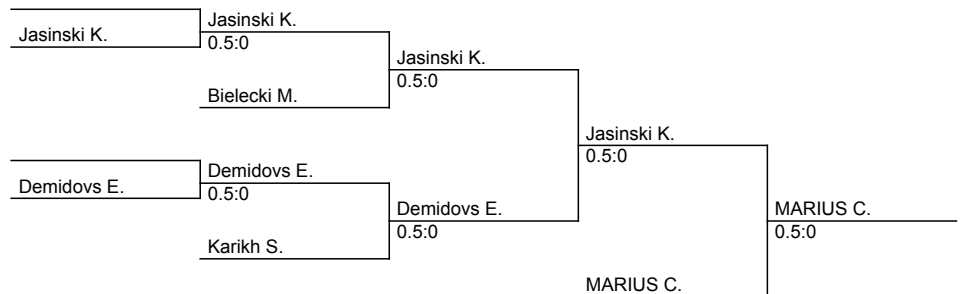 Jasinski K.
Jasinski K.
0.5:0
Jasinski K.
0.5:0
Bielecki M.
Jasinski K.
0.5:0
Demidovs E.
Demidovs E.
0.5:0
Demidovs E.
0.5:0
MARIUS C.
0.5:0
Karikh S.
MARIUS C.